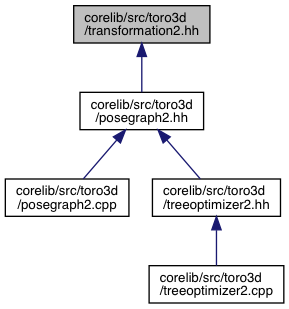 corelib/src/toro3d
/transformation2.hh
corelib/src/toro3d
/posegraph2.hh
corelib/src/toro3d
/posegraph2.cpp
corelib/src/toro3d
/treeoptimizer2.hh
corelib/src/toro3d
/treeoptimizer2.cpp